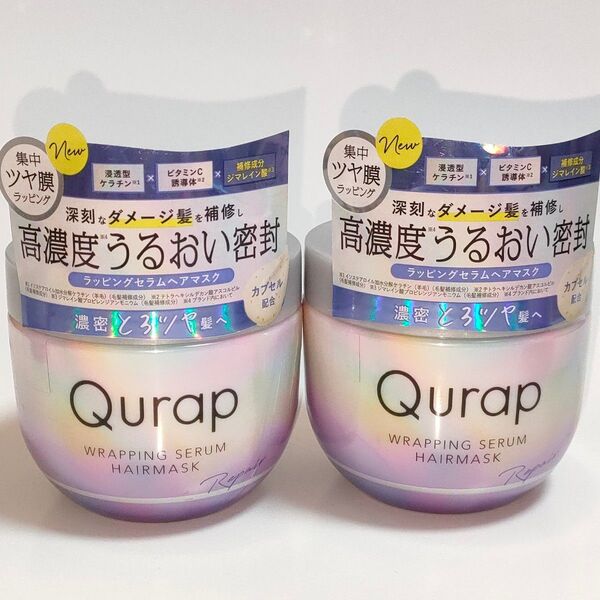 New
集中
ツヤ膜
ラッピング
浸透型
ケラチン※1
×
ビタミンC
誘導体※2
×
補修成分
ジマレイン酸※3
深刻なダメージ髪を補修し
高濃度※4うるおい密封
ラッピングセラムヘアマスク
カプセル
配合
濃密とろツヤ髪へ
Qurap
WRAPPING SERUM
HAIRMASK
Repair
New
集中
ツヤ膜
ラッピング
浸透型
ケラチン※1
×
ビタミンC
誘導体※2
×
補修成分
ジマレイン酸※3
深刻なダメージ髪を補修し
高濃度※4うるおい密封
ラッピングセラムヘアマスク
カプセル
配合
濃密とろツヤ髪へ
Qurap
WRAPPING SERUM
HAIRMASK
Repair